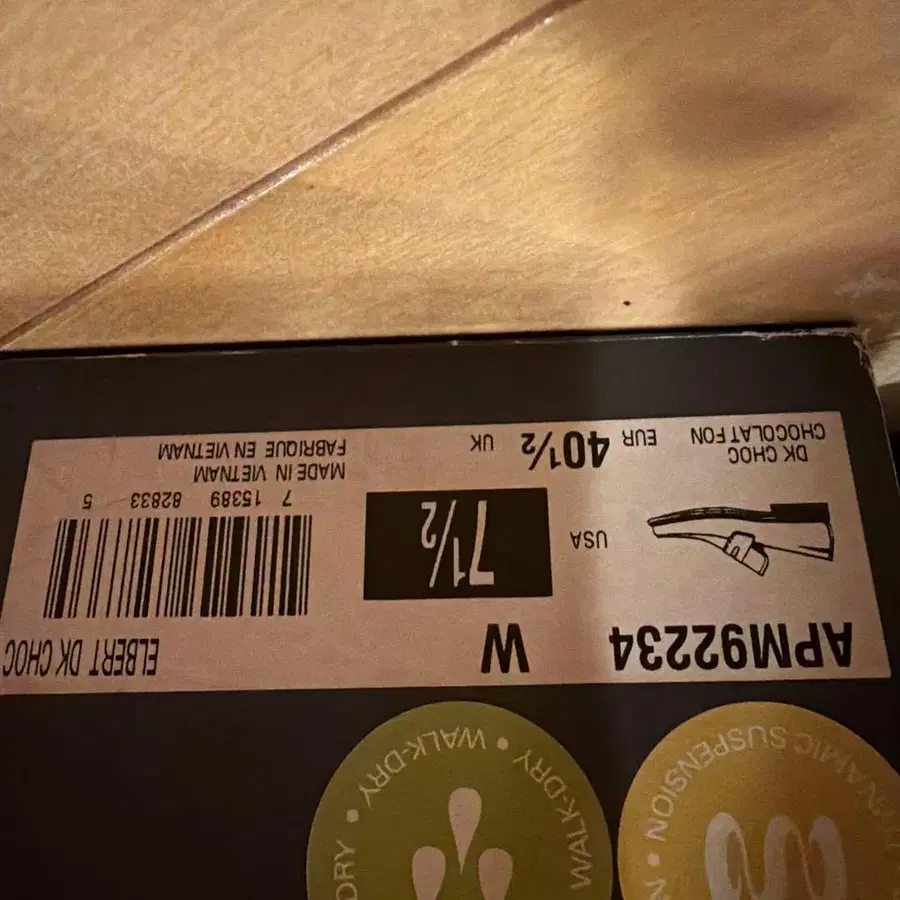 NAMIC SUSPENSION •
WALK-DRY • WALK-DRY • DRY
APM92234 W ELBERT DK CHOC
USA 7½
7 15389 82833 5
DK CHOC
CHOCOLAT FON
EUR 40½ UK
MADE IN VIETNAM
FABRIQUE EN VIETNAM